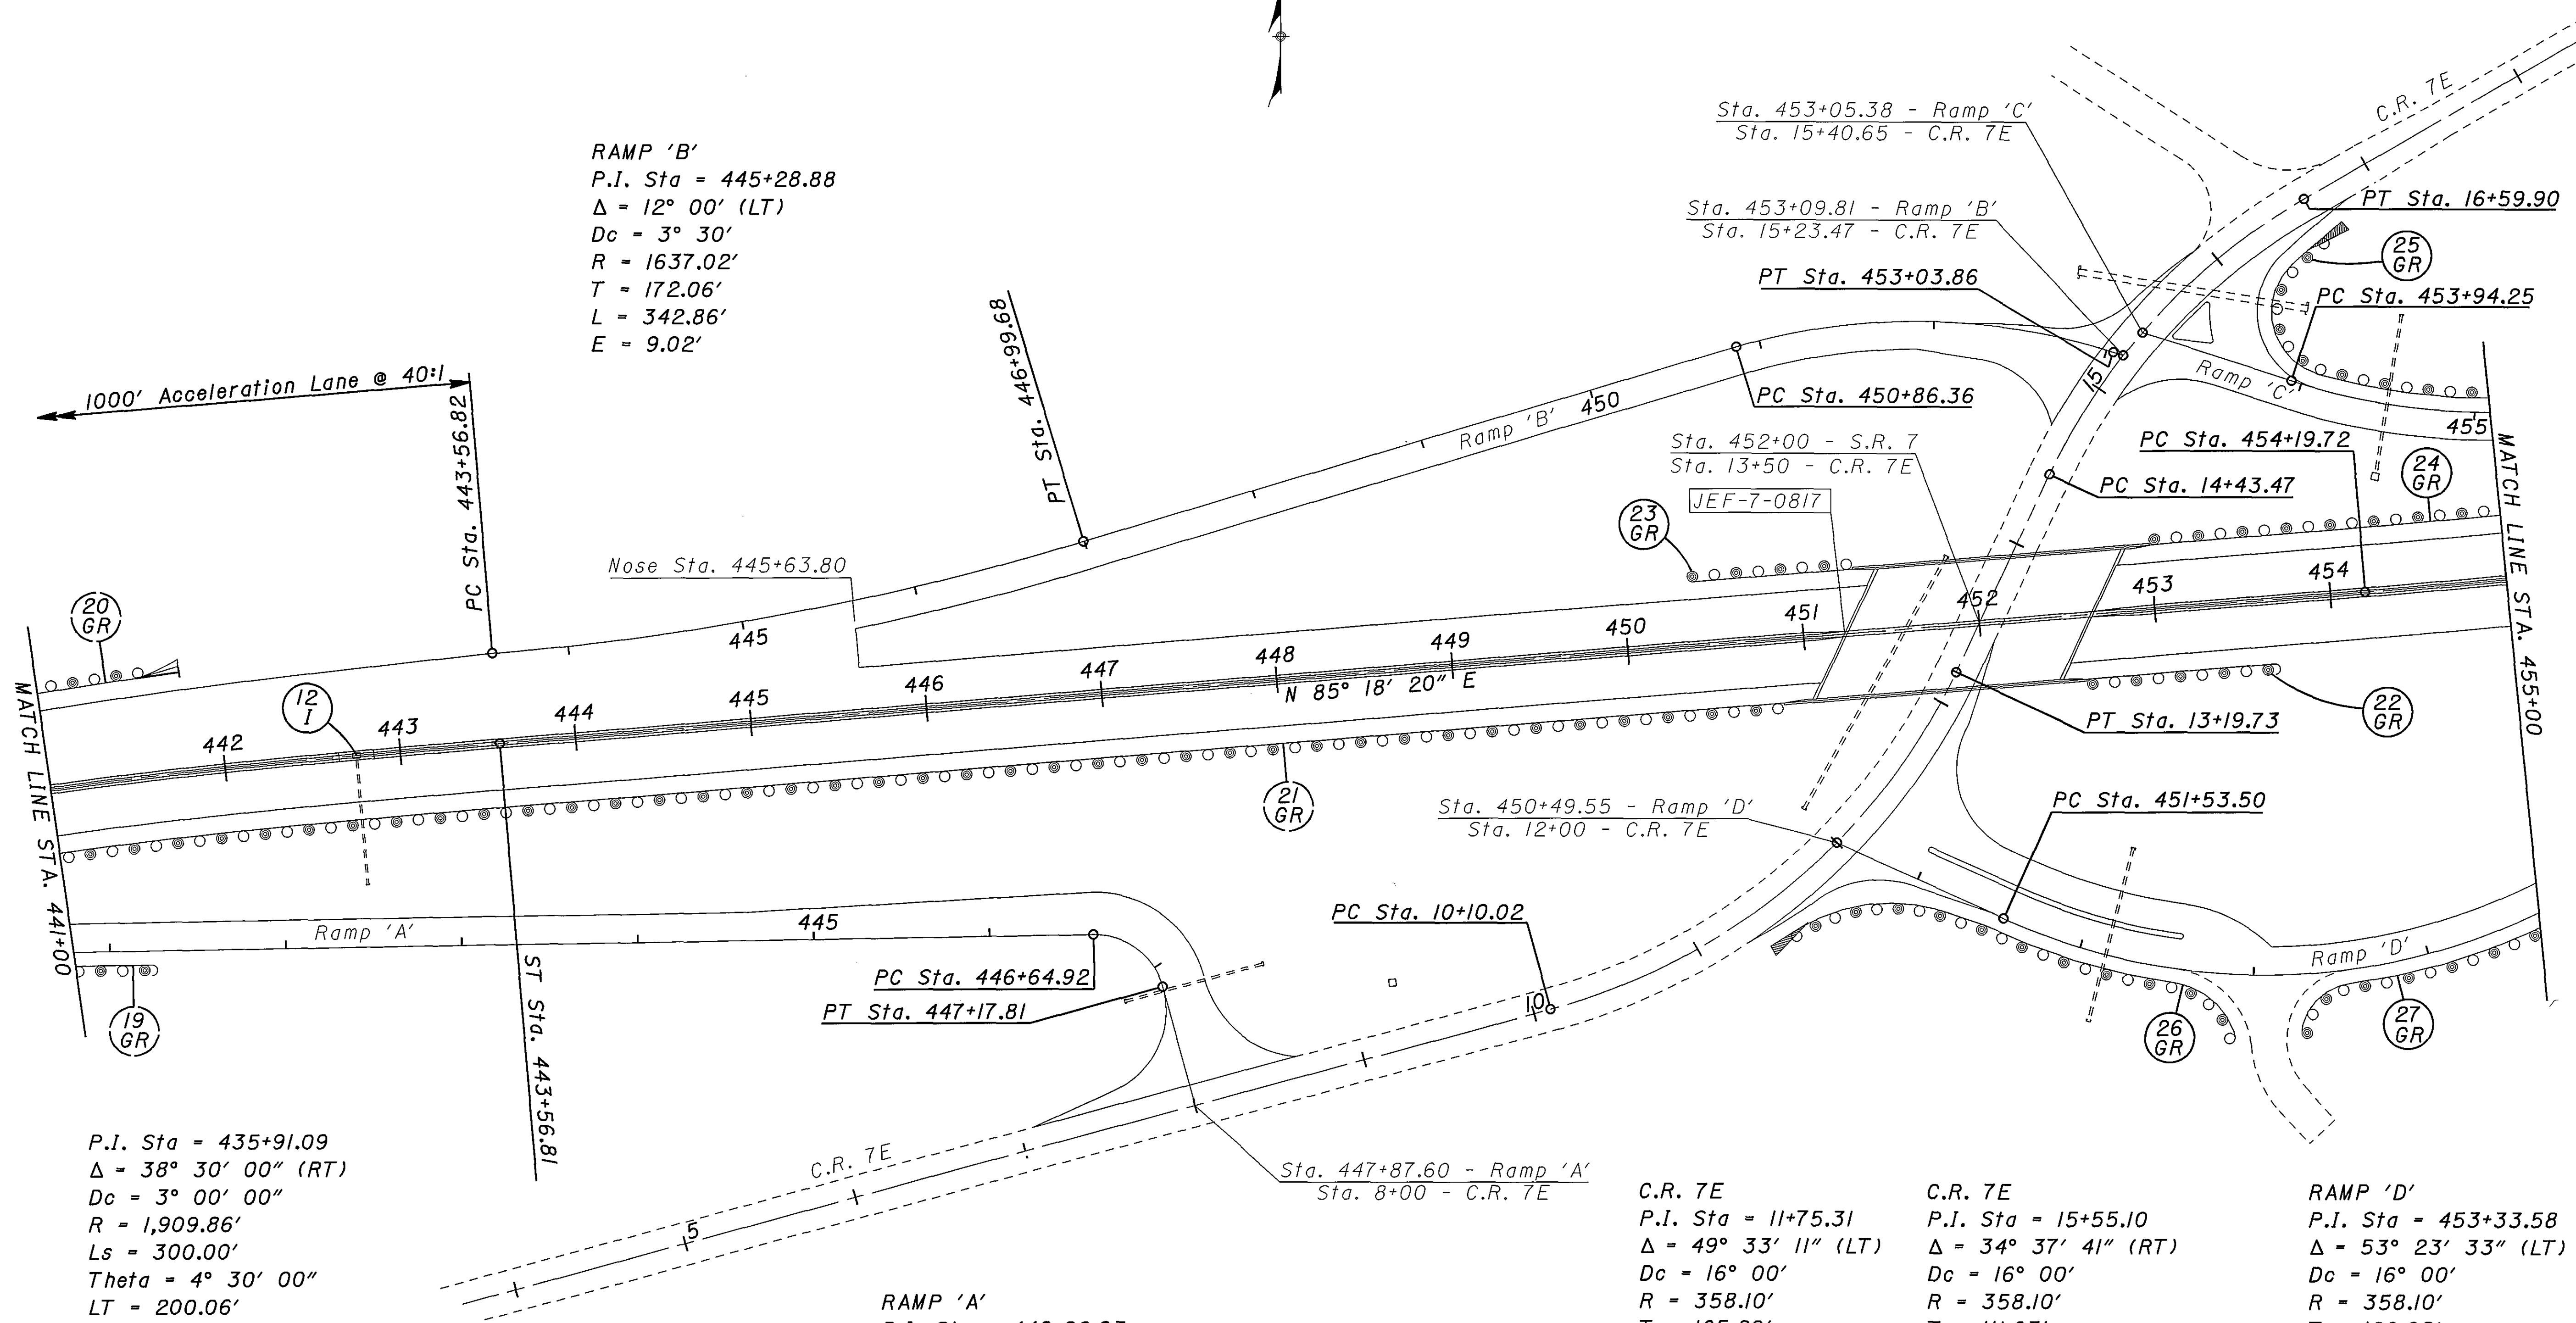 RAMP 'B'
P.I. Sta = 445+28.88
Δ = 12° 00' (LT)
Dc = 3° 30'
R = 1637.02'
T = 172.06'
L = 342.86'
E = 9.02'
1000' Acceleration Lane @ 40:1
PC Sta. 443+56.82
PT Sta. 446+99.68
Nose Sta. 445+63.80
Sta. 453+05.38 - Ramp 'C'
Sta. 15+40.65 - C.R. 7E
Sta. 453+09.81 - Ramp 'B'
Sta. 15+23.47 - C.R. 7E
PT Sta. 453+03.86
C.R. 7E
PT Sta. 16+59.90
25
GR
PC Sta. 453+94.25
15
Ramp 'C'
455
Ramp 'B'
450
PC Sta. 450+86.36
Sta. 452+00 - S.R. 7
Sta. 13+50 - C.R. 7E
JEF-7-0817
PC Sta. 454+19.72
PC Sta. 14+43.47
24
GR
23
GR
MATCH LINE STA. 455+00
20
GR
12
I
445
442
443
444
445
446
447
448
449
450
451
452
453
454
N 85° 18' 20" E
MATCH LINE STA. 441+00
22
GR
PT Sta. 13+19.73
21
GR
Sta. 450+49.55 - Ramp 'D'
Sta. 12+00 - C.R. 7E
PC Sta. 451+53.50
Ramp 'A'
445
PC Sta. 446+64.92
PT Sta. 447+17.81
PC Sta. 10+10.02
10
Ramp 'D'
19
GR
26
GR
27
GR
ST Sta. 443+56.81
C.R. 7E
5
Sta. 447+87.60 - Ramp 'A'
Sta. 8+00 - C.R. 7E
P.I. Sta = 435+91.09
Δ = 38° 30' 00" (RT)
Dc = 3° 00' 00"
R = 1,909.86'
Ls = 300.00'
Theta = 4° 30' 00"
LT = 200.06'
RAMP 'A'
C.R. 7E
P.I. Sta = 11+75.31
Δ = 49° 33' 11" (LT)
Dc = 16° 00'
R = 358.10'
C.R. 7E
P.I. Sta = 15+55.10
Δ = 34° 37' 41" (RT)
Dc = 16° 00'
R = 358.10'
RAMP 'D'
P.I. Sta = 453+33.58
Δ = 53° 23' 33" (LT)
Dc = 16° 00'
R = 358.10'